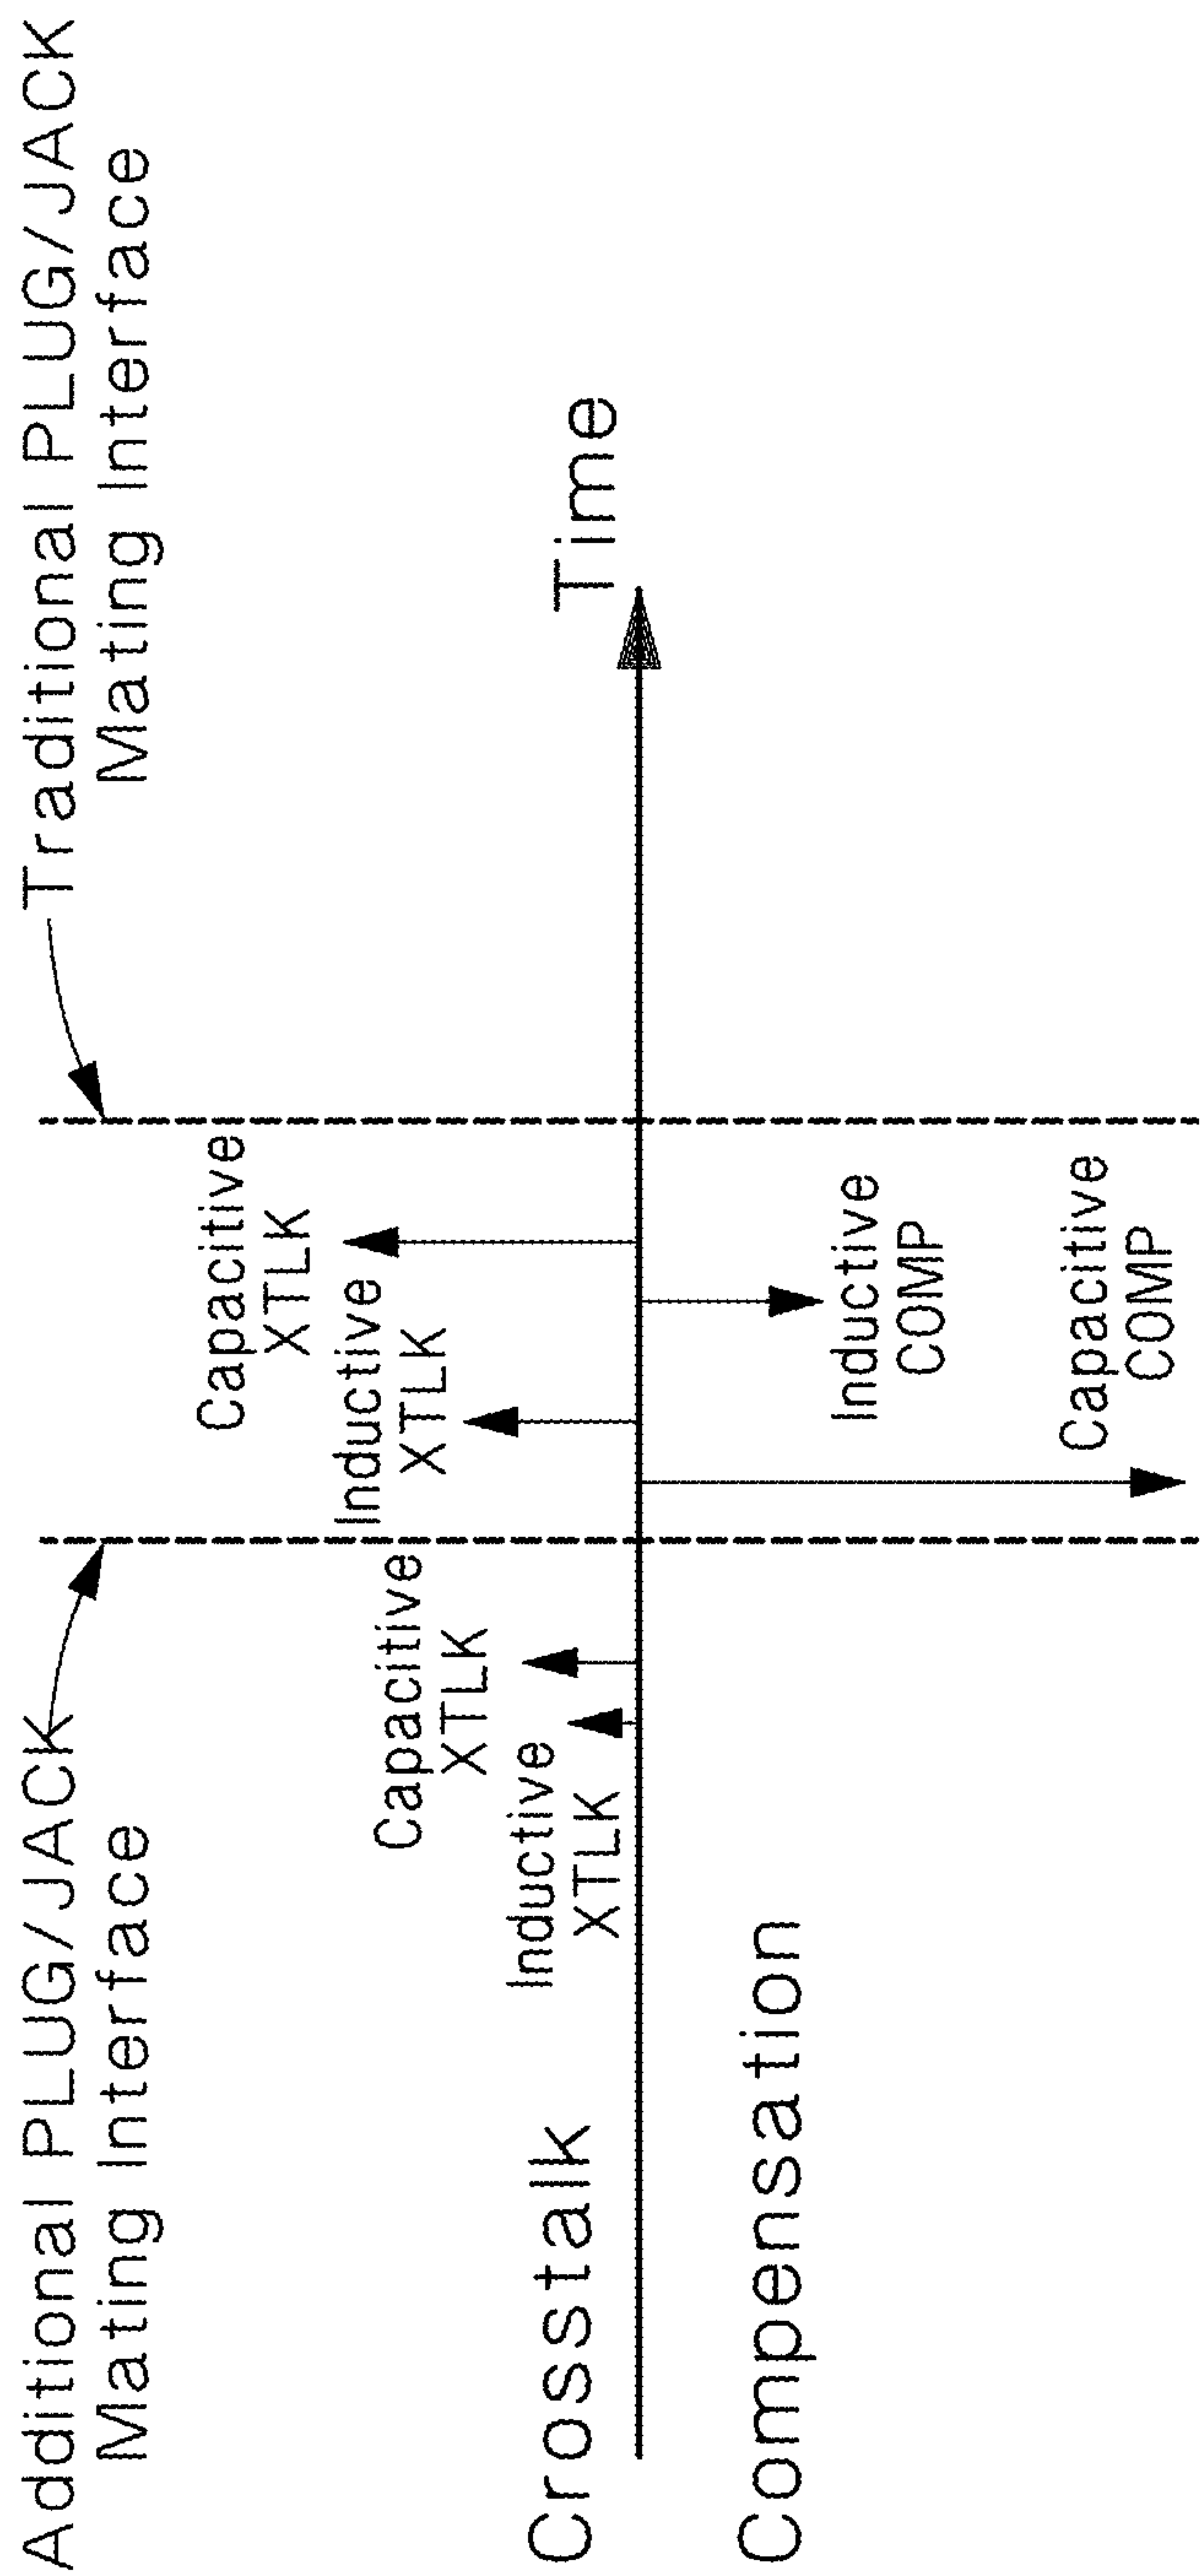 Additional PLUG/JACK
Mating Interface
Traditional PLUG/JACK
Mating Interface
Capacitive
XTLK
Inductive
XTLK
Capacitive
XTLK
Inductive
XTLK
Crosstalk
Time
Compensation
Inductive
COMP
Capacitive
COMP